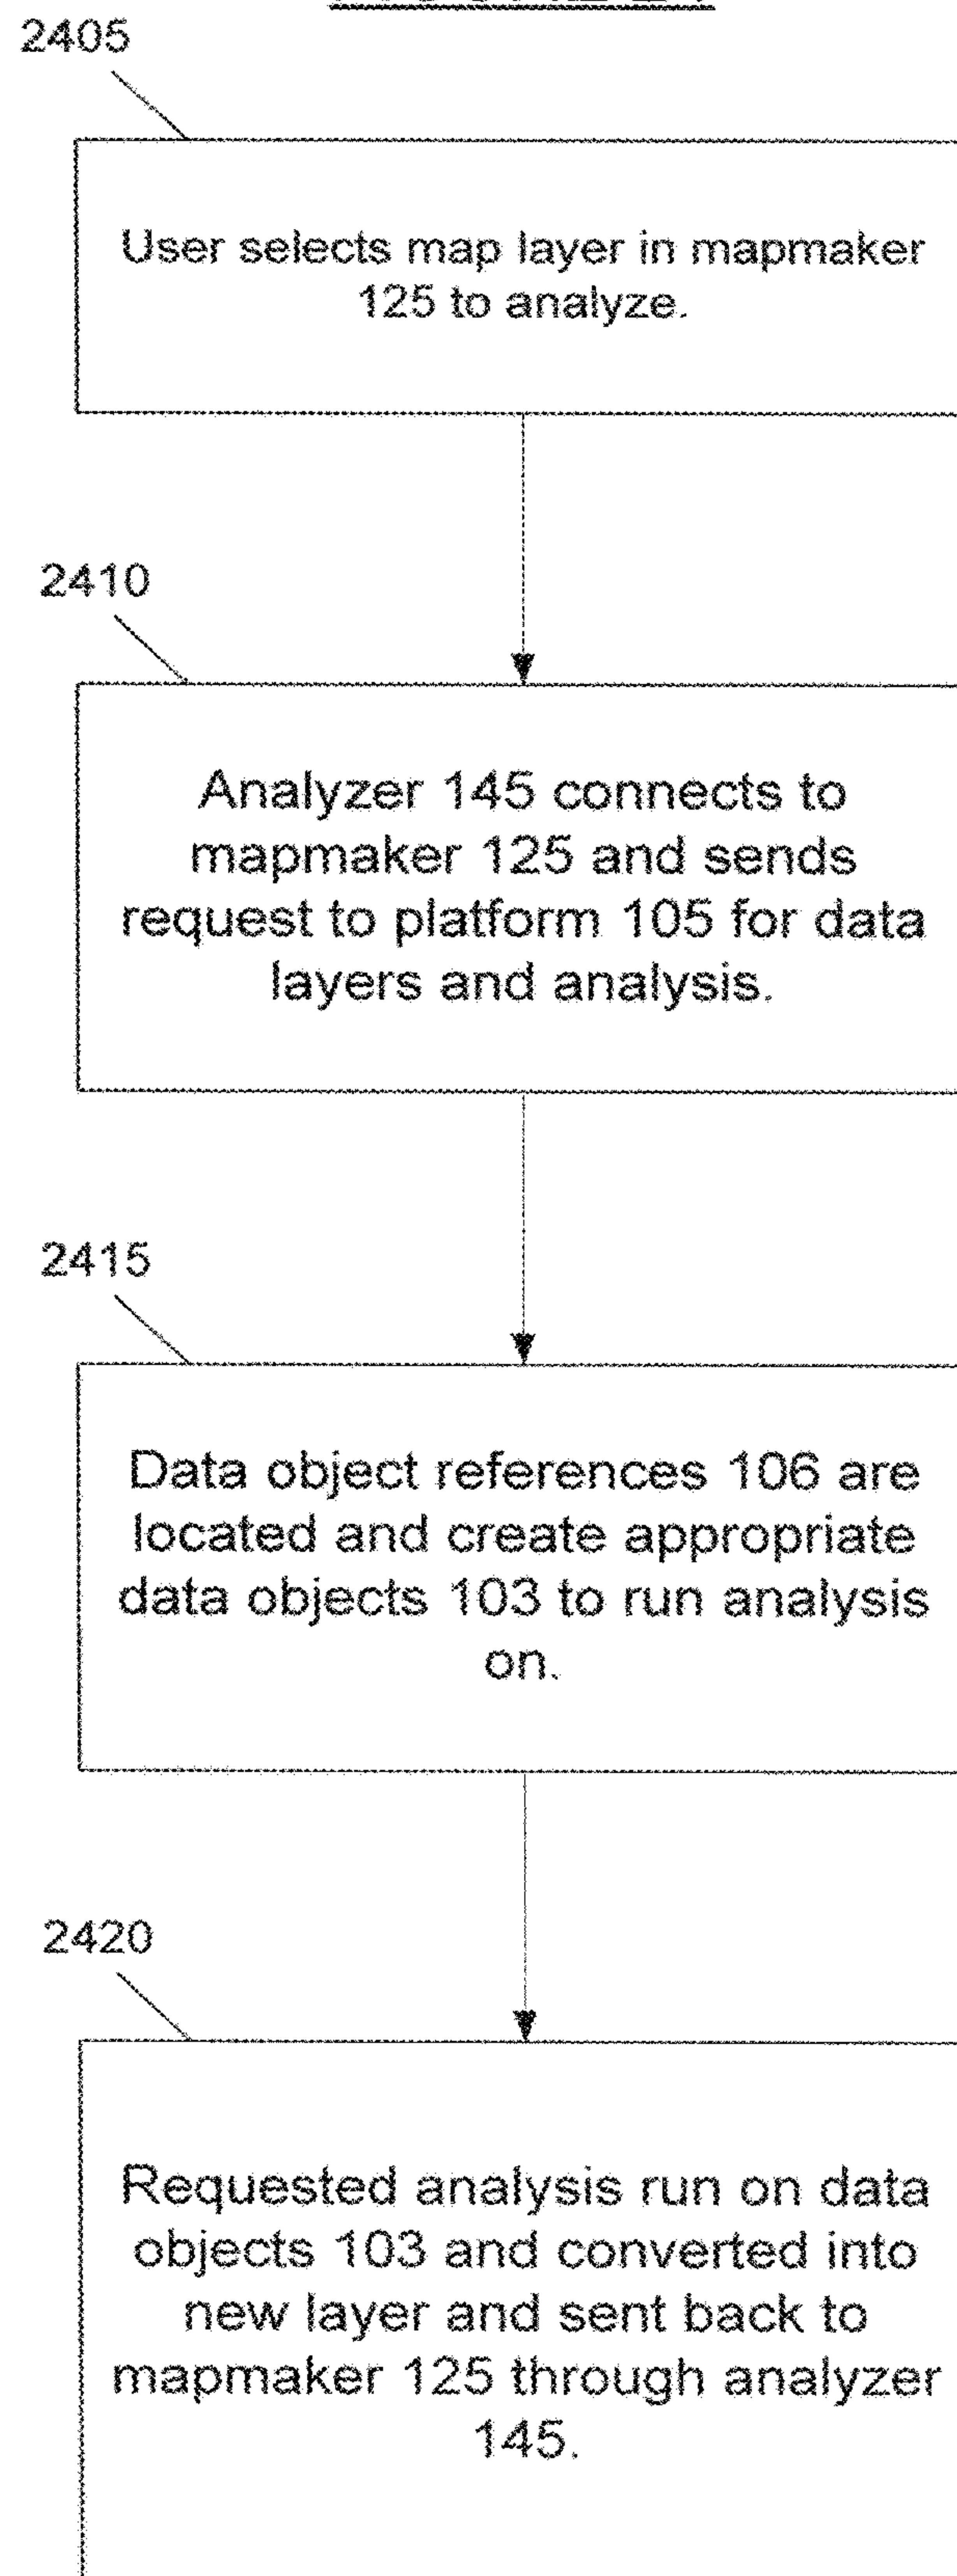 2405
User selects map layer in mapmaker
125 to analyze.
2410
Analyzer 145 connects to
mapmaker 125 and sends
request to platform 105 for data
layers and analysis.
2415
Data object references 106 are
located and create appropriate
data objects 103 to run analysis
on.
2420
Requested analysis run on data
objects 103 and converted into
new layer and sent back to
mapmaker 125 through analyzer
145.